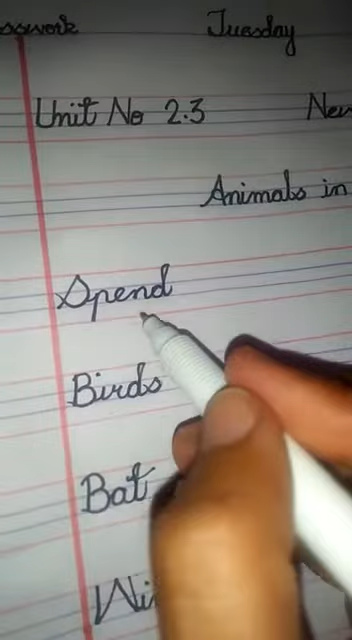 Tuesday
Unit No 2.3
Animals in
Spend
Birds
Bat